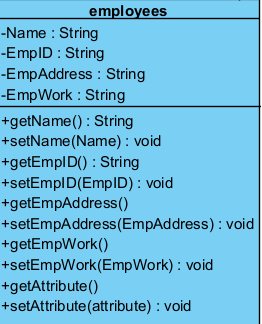 employees
-Name : String
-EmpID : String
-EmpAddress : String
-EmpWork : String
+getName() : String
+setName(Name) : void
+getEmpID() : String
+setEmpID(EmpID) : void
+getEmpAddress()
+setEmpAddress(EmpAddress) : void
+getEmpWork()
+setEmpWork(EmpWork) : void
+getAttribute()
+setAttribute(attribute) : void